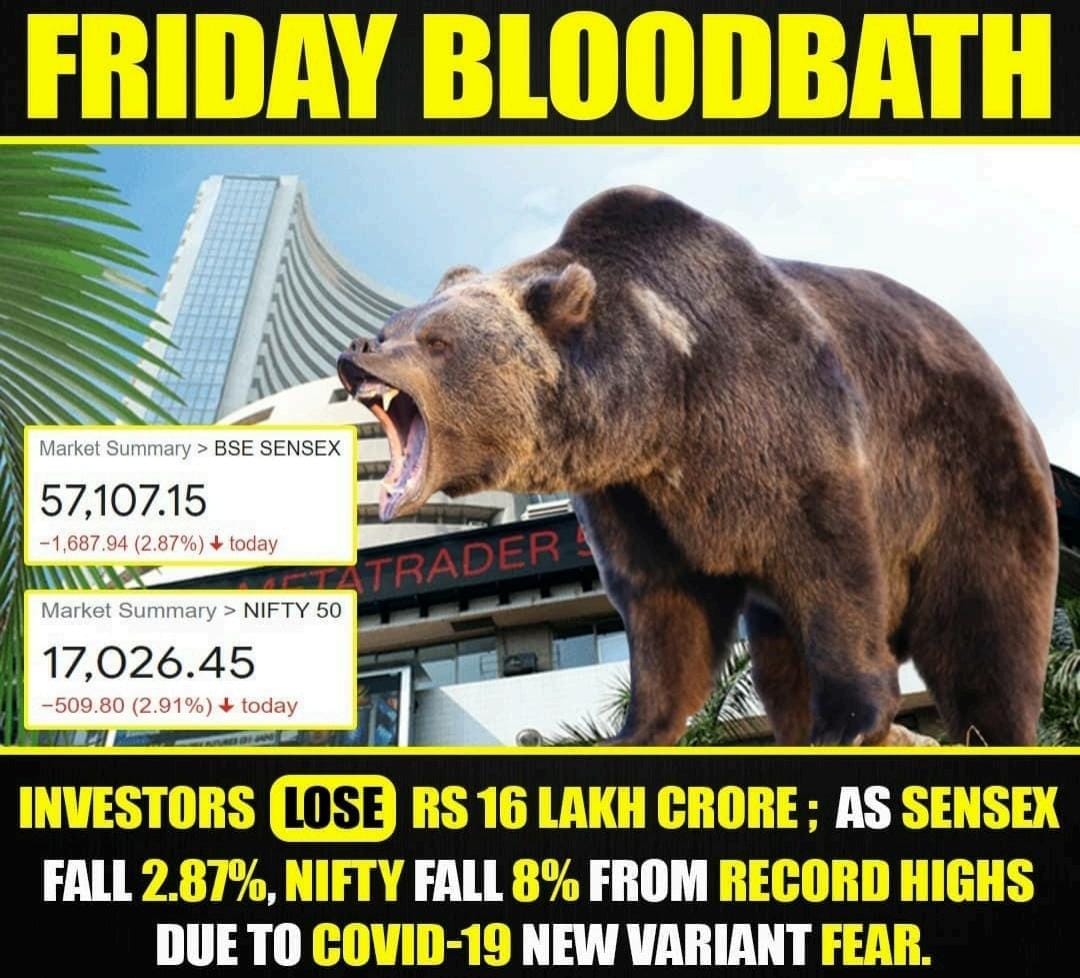 FRIDAY BLOODBATH
Market Summary > BSE SENSEX
57,107.15
−1,687.94 (2.87%) ↓ today
METATRADER 5
Market Summary > NIFTY 50
17,026.45
−509.80 (2.91%) ↓ today
INVESTORS LOSE RS 16 LAKH CRORE ; AS SENSEX
FALL 2.87%, NIFTY FALL 8% FROM RECORD HIGHS
DUE TO COVID-19 NEW VARIANT FEAR.